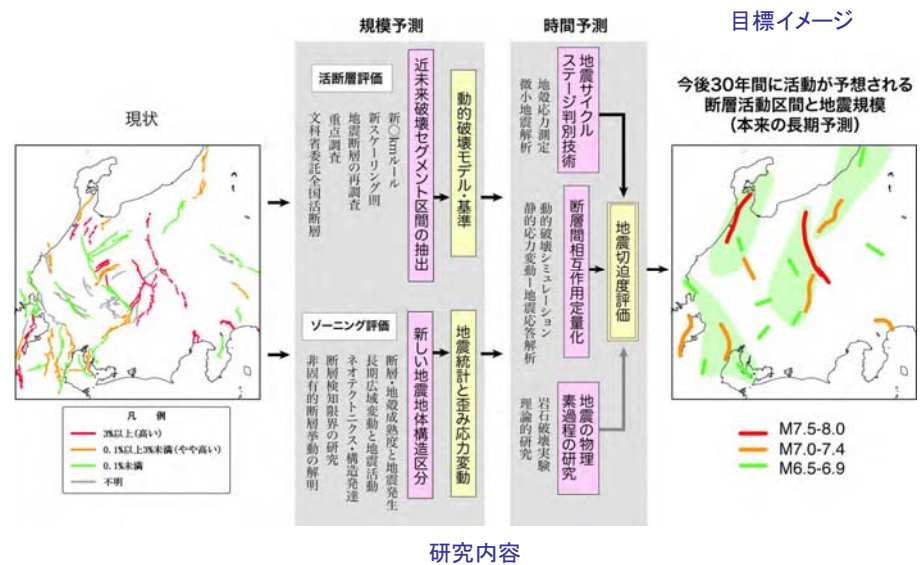 目標イメージ
現状
凡　例
3%以上(高い)
0.1%以上3%未満(やや高い)
0.1%未満
不明
規模予測
活断層評価
新〇kmルール
新スケーリング則
地震断層の再調査
重点調査
文科省委託全国活断層
近未来破壊セグメント区間の抽出
動的破壊モデル・基準
ゾーニング評価
断層・地殻成熟度と地震発生
長期広域変動と地震活動
ネオテクトニクス・構造発達
断層検知限界の研究
非固有的断層挙動の解明
新しい地震地体構造区分
地震統計と歪み応力変動
時間予測
地震サイクル
ステージ判別技術
地殻応力測定
微小地震解析
断層間相互作用定量化
動的破壊シミュレーション
静的応力変動ー地震応答解析
地震の物理
素過程の研究
岩石破壊実験
理論的研究
地震切迫度評価
今後30年間に活動が予想される
断層活動区間と地震規模
(本来の長期予測)
M7.5-8.0
M7.0-7.4
M6.5-6.9
研究内容